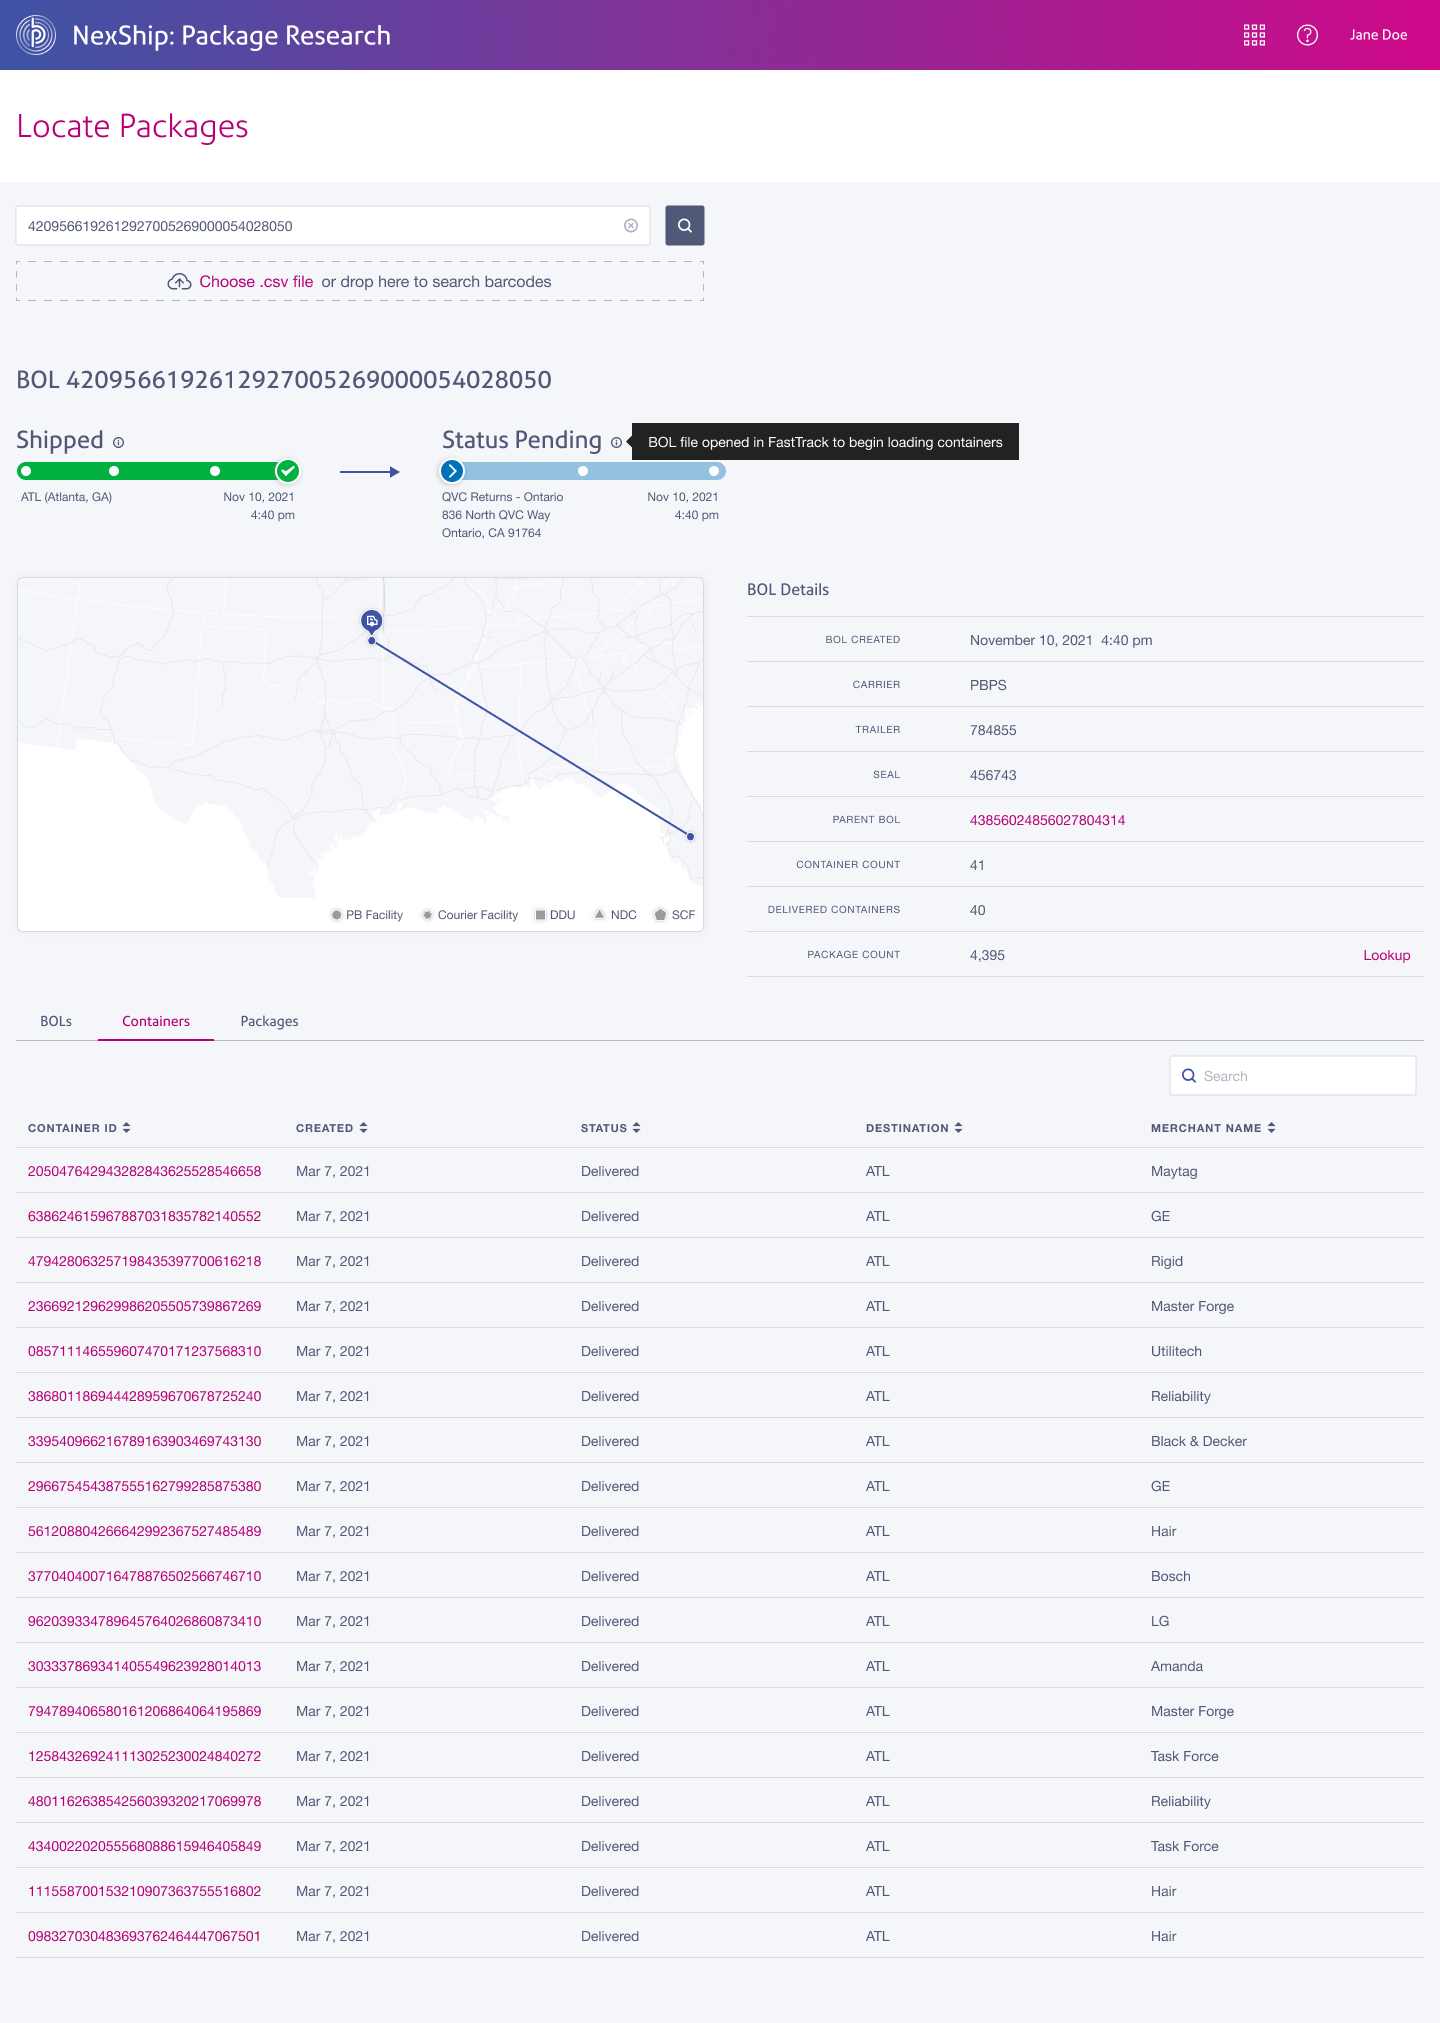 NexShip: Package Research
Jane Doe
Locate Packages
420956619261292700526900005402​8050
Choose .csv file or drop here to search barcodes
BOL 4209566192612927005269000054028050
Shipped
Status Pending
BOL file opened in FastTrack to begin loading containers
ATL (Atlanta, GA)
Nov 10, 2021
4:40 pm
QVC Returns - Ontario
836 North QVC Way
Ontario, CA 91764
Nov 10, 2021
4:40 pm
PB Facility Courier Facility DDU NDC SCF
BOL Details
BOL CREATED November 10, 2021 4:40 pm
CARRIER PBPS
TRAILER 784855
SEAL 456743
PARENT BOL 43856024856027804314
CONTAINER COUNT 41
DELIVERED CONTAINERS 40
PACKAGE COUNT 4,395 Lookup
BOLs Containers Packages
Search
CONTAINER ID CREATED STATUS DESTINATION MERCHANT NAME
205047642943282843625528546658 Mar 7, 2021 Delivered ATL Maytag
638624615967887031835782140552 Mar 7, 2021 Delivered ATL GE
479428063257198435397700616218 Mar 7, 2021 Delivered ATL Rigid
236692129629986205505739867269 Mar 7, 2021 Delivered ATL Master Forge
085711146559607470171237568310 Mar 7, 2021 Delivered ATL Utilitech
386801186944428959670678725240 Mar 7, 2021 Delivered ATL Reliability
339540966216789163903469743130 Mar 7, 2021 Delivered ATL Black & Decker
296675454387555162799285875380 Mar 7, 2021 Delivered ATL GE
561208804266642992367527485489 Mar 7, 2021 Delivered ATL Hair
377040400716478876502566746710 Mar 7, 2021 Delivered ATL Bosch
962039334789645764026860873410 Mar 7, 2021 Delivered ATL LG
303337869341405549623928014013 Mar 7, 2021 Delivered ATL Amanda
794789406580161206864064195869 Mar 7, 2021 Delivered ATL Master Forge
125843269241113025230024840272 Mar 7, 2021 Delivered ATL Task Force
480116263854256039320217069978 Mar 7, 2021 Delivered ATL Reliability
434002202055568088615946405849 Mar 7, 2021 Delivered ATL Task Force
111558700153210907363755516802 Mar 7, 2021 Delivered ATL Hair
098327030483693762464447067501 Mar 7, 2021 Delivered ATL Hair